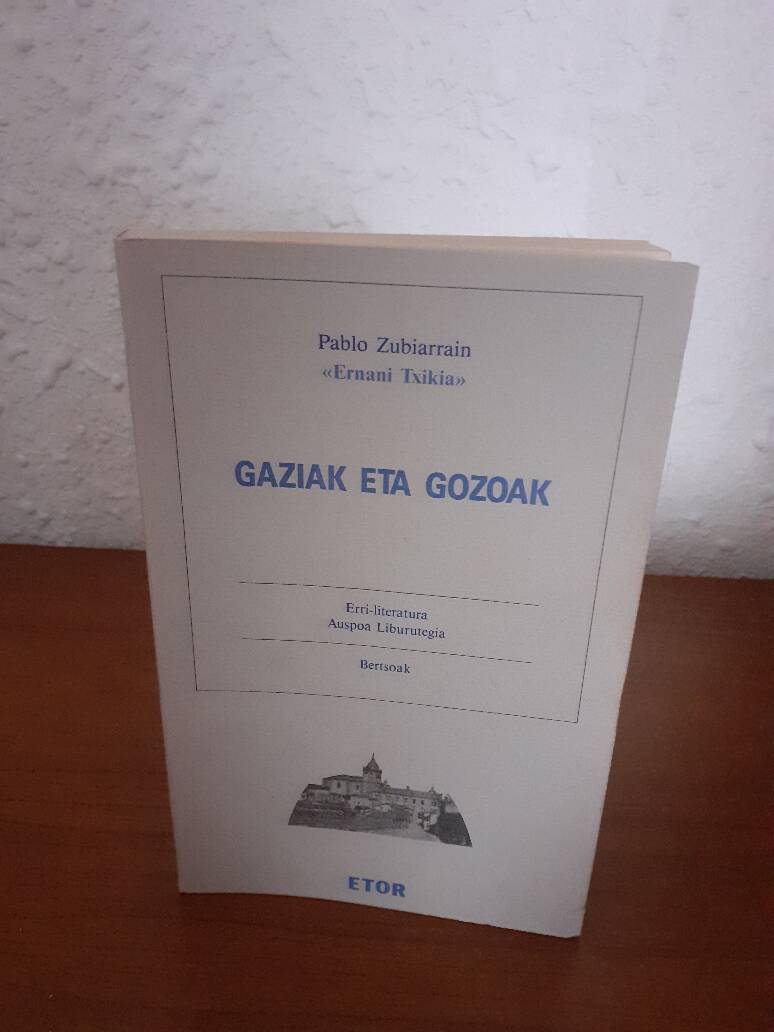 Pablo Zubiarrain
«Ernani Txikia»
GAZIAK ETA GOZOAK
Erri-literatura
Auspoa Liburutegia
Bertsoak
ETOR